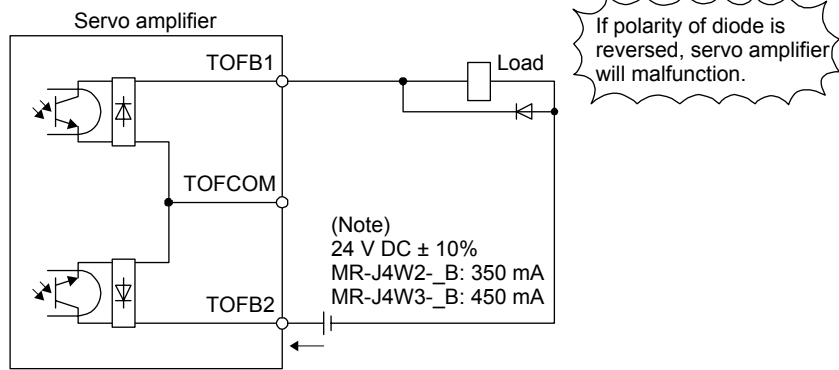 Servo amplifier
If polarity of diode is
reversed, servo amplifier
will malfunction.
TOFB1
Load
TOFCOM
(Note)
24 V DC ± 10%
MR-J4W2-_B: 350 mA
MR-J4W3-_B: 450 mA
TOFB2